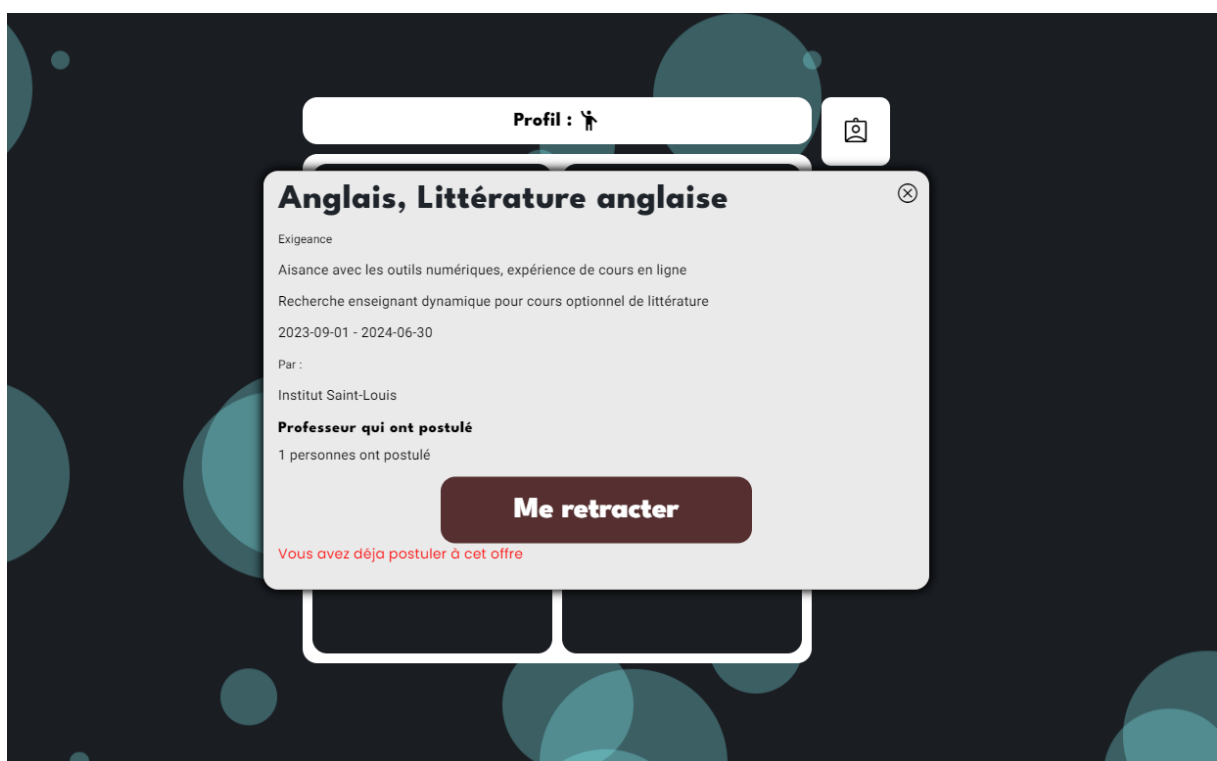 Profil :
Anglais, Littérature anglaise
Exigeance
Aisance avec les outils numériques, expérience de cours en ligne
Recherche enseignant dynamique pour cours optionnel de littérature
2023-09-01 - 2024-06-30
Par :
Institut Saint-Louis
Professeur qui ont postulé
1 personnes ont postulé
Me retracter
Vous avez déja postuler à cet offre